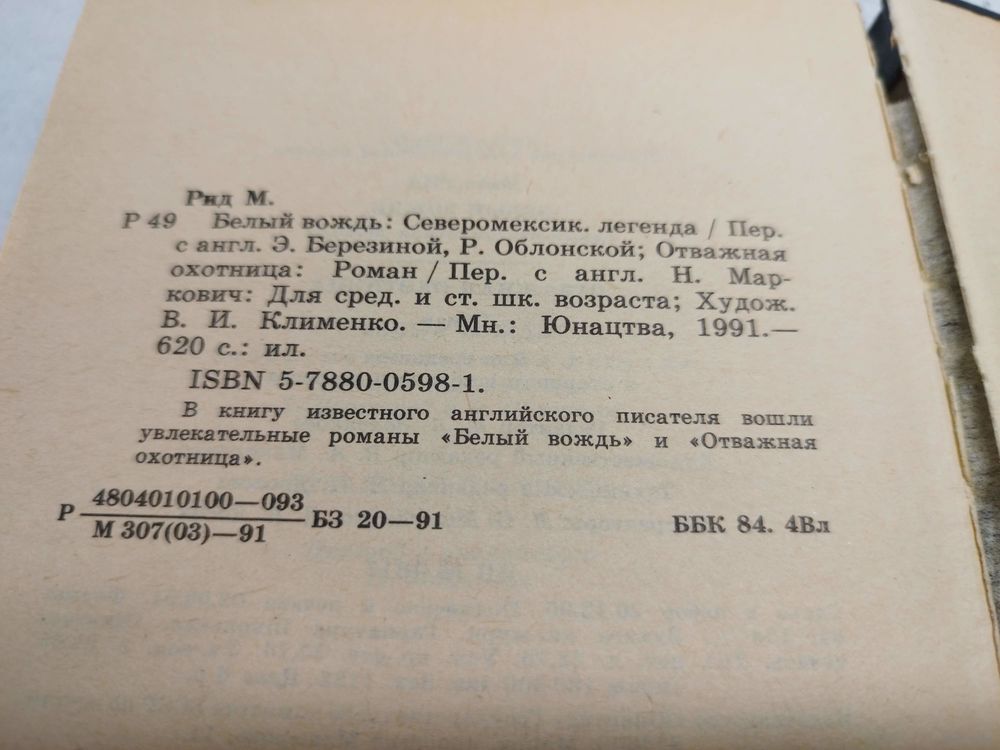 Рид М.
Р 49 Белый вождь: Северомексик. легенда / Пер.
с англ. Э. Березиной, Р. Облонской; Отважная
охотница: Роман / Пер. с англ. Н. Мар-
кович: Для сред. и ст. шк. возраста; Худож.
В. И. Клименко. — Мн.: Юнацтва, 1991.—
620 с.: ил.
ISBN 5-7880-0598-1.
В книгу известного английского писателя вошли
увлекательные романы «Белый вождь» и «Отважная
охотница».
Р 4804010100—093
М 307(03)—91 БЗ 20—91 ББК 84. 4Вл